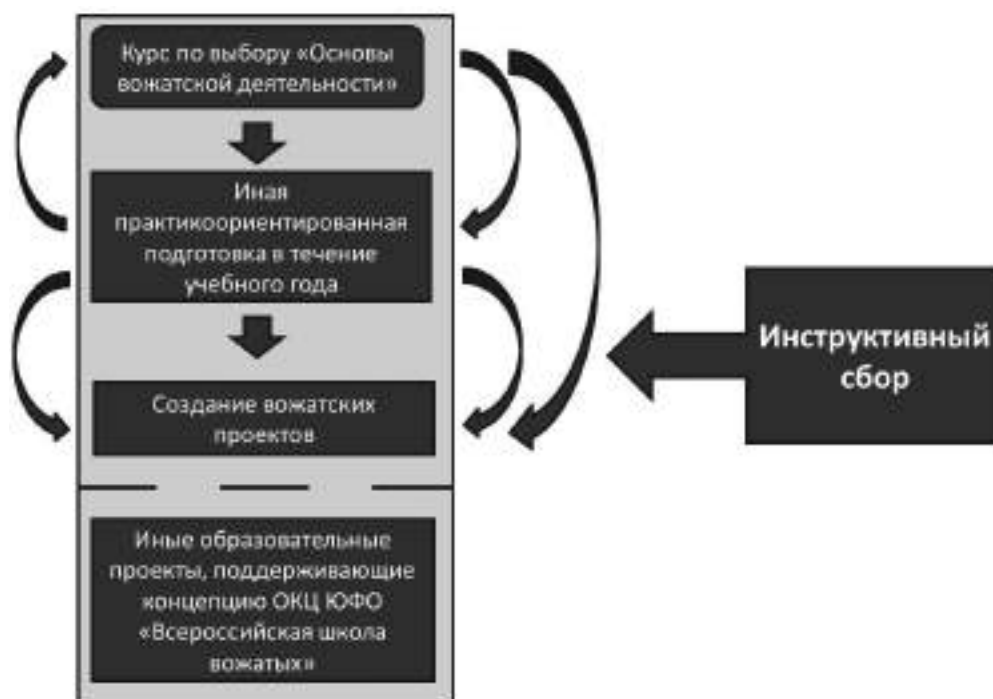 Курс по выбору «Основы
вожатской деятельности»
Иная
практикоориентированная
подготовка в течение
учебного года
Создание вожатских
проектов
Иные образовательные
проекты, поддерживающие
концепцию ОКЦ ЮФО
«Всероссийская школа
вожатых»
Инструктивный
сбор